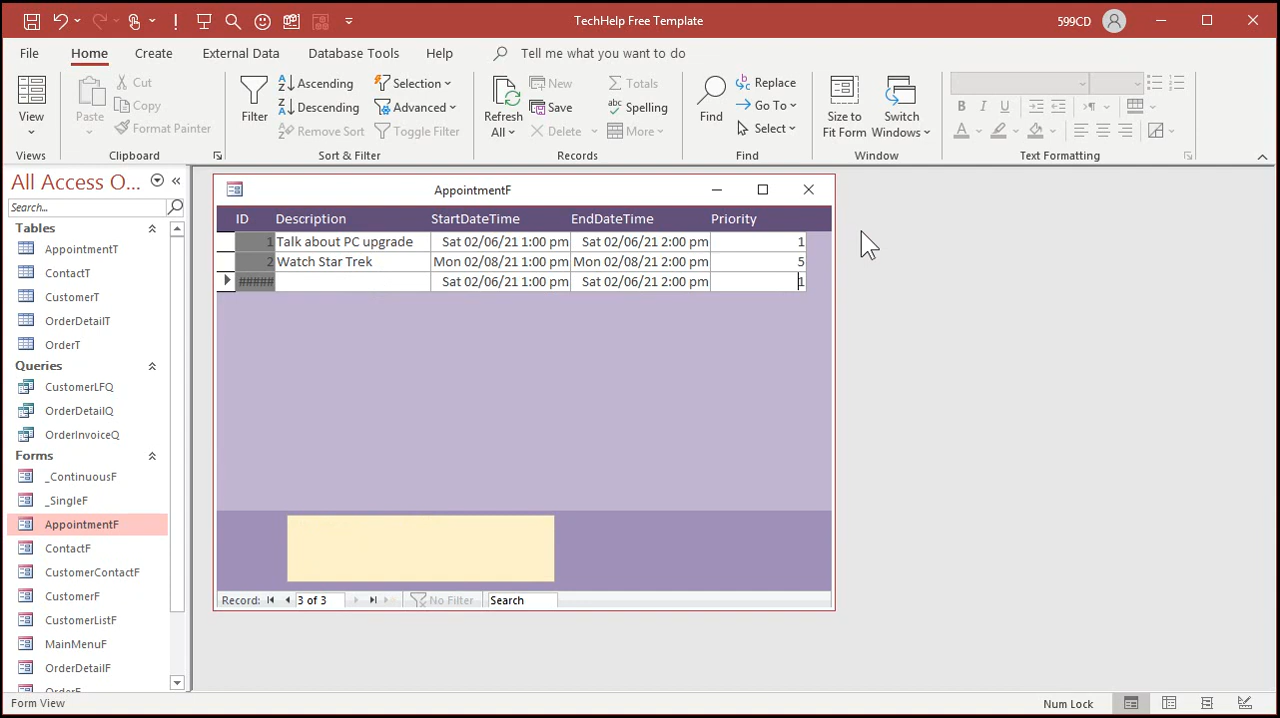 TechHelp Free Template
599CD
File Home Create External Data Database Tools Help Tell me what you want to do
View
Views
Paste
Cut
Copy
Format Painter
Clipboard
Filter
Ascending
Descending
Remove Sort
Selection
Advanced
Toggle Filter
Sort & Filter
Refresh All
New
Save
Delete
Totals
Spelling
More
Records
Find
Replace
Go To
Select
Find
Size to Fit Form
Switch Windows
Window
B I U
A
Text Formatting
All Access O...
Search...
Tables
AppointmentT
ContactT
CustomerT
OrderDetailT
OrderT
Queries
CustomerLFQ
OrderDetailQ
OrderInvoiceQ
Forms
_ContinuousF
_SingleF
AppointmentF
ContactF
CustomerContactF
CustomerF
CustomerListF
MainMenuF
OrderDetailF
OrderF
AppointmentF
ID Description StartDateTime EndDateTime Priority
1 Talk about PC upgrade Sat 02/06/21 1:00 pm Sat 02/06/21 2:00 pm 1
2 Watch Star Trek Mon 02/08/21 1:00 pm Mon 02/08/21 2:00 pm 5
##### Sat 02/06/21 1:00 pm Sat 02/06/21 2:00 pm 1
Record: 3 of 3 No Filter Search
Form View
Num Lock